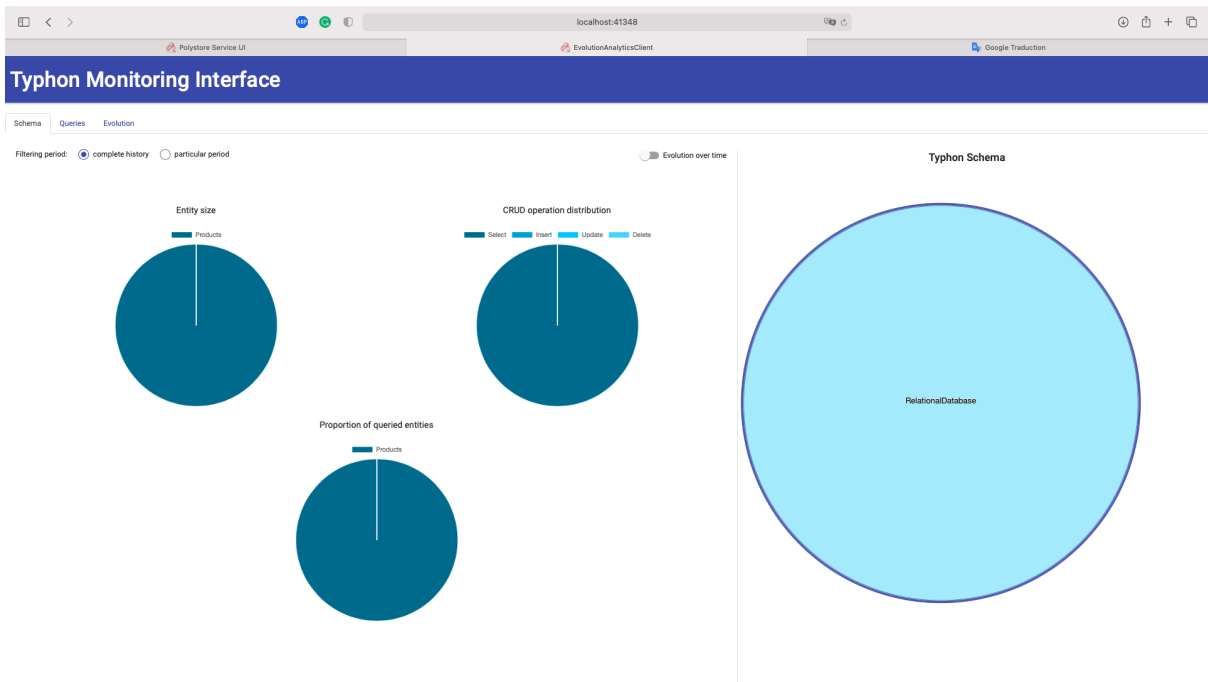 localhost:41348
Polystore Service UI
EvolutionAnalyticsClient
Google Traduction
Typhon Monitoring Interface
Schema Queries Evolution
Filtering period: complete history particular period
Evolution over time
Entity size
Products
CRUD operation distribution
Select Insert Update Delete
Proportion of queried entities
Products
Typhon Schema
RelationalDatabase